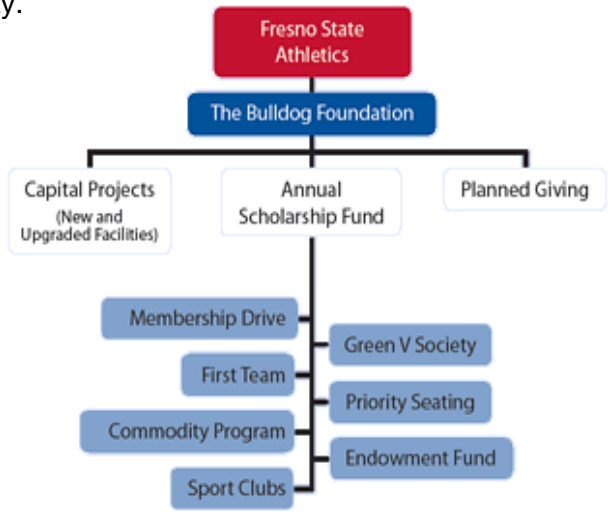 y.
Fresno State
Athletics
The Bulldog Foundation
Capital Projects
(New and
Upgraded Facilities)
Annual
Scholarship Fund
Planned Giving
Membership Drive
Green V Society
First Team
Priority Seating
Commodity Program
Endowment Fund
Sport Clubs